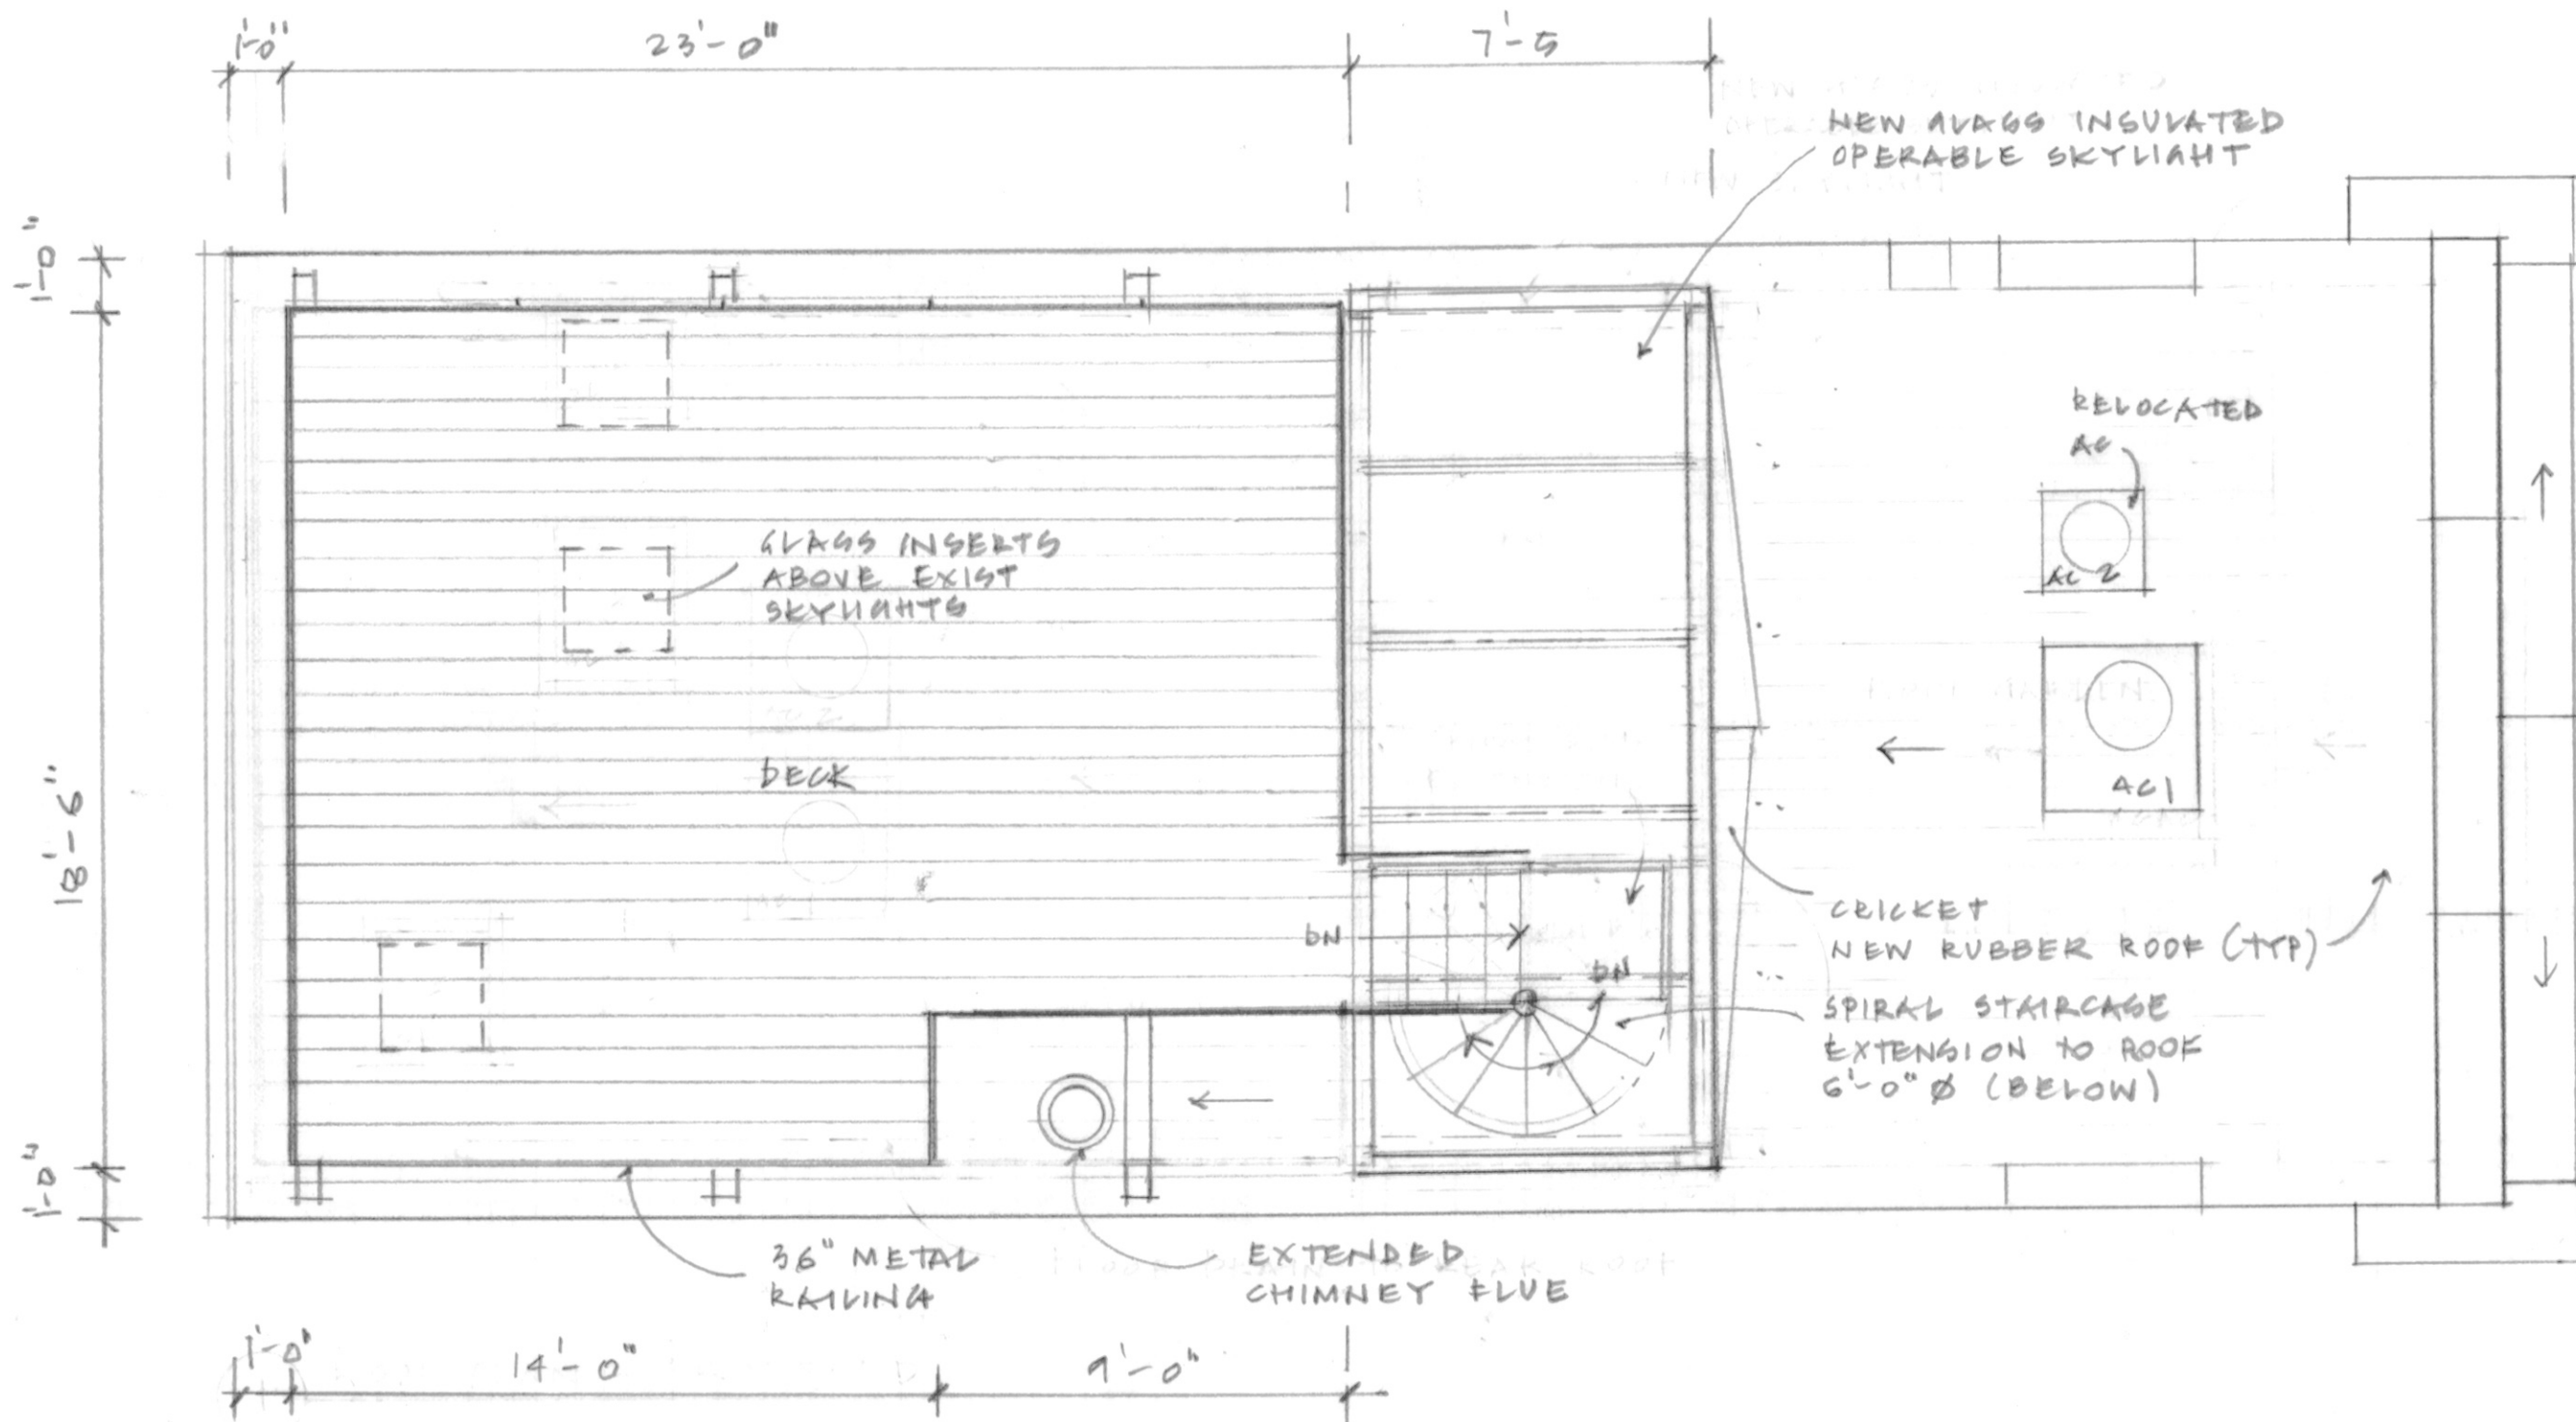 1'-0"
23'-0"
7'-5
NEW GLASS INSULATED
OPERABLE SKYLIGHT
1'-0"
RELOCATED
AC
AC 2
GLASS INSERTS
ABOVE EXIST
SKYLIGHTS
AC 1
DECK
18'-6"
CRICKET
NEW RUBBER ROOF (TYP)
DN
DN
SPIRAL STAIRCASE
EXTENSION TO ROOF
6'-0" Ø (BELOW)
1'-0"
36" METAL
RAILING
EXTENDED
CHIMNEY FLUE
1'-0"
14'-0"
9'-0"